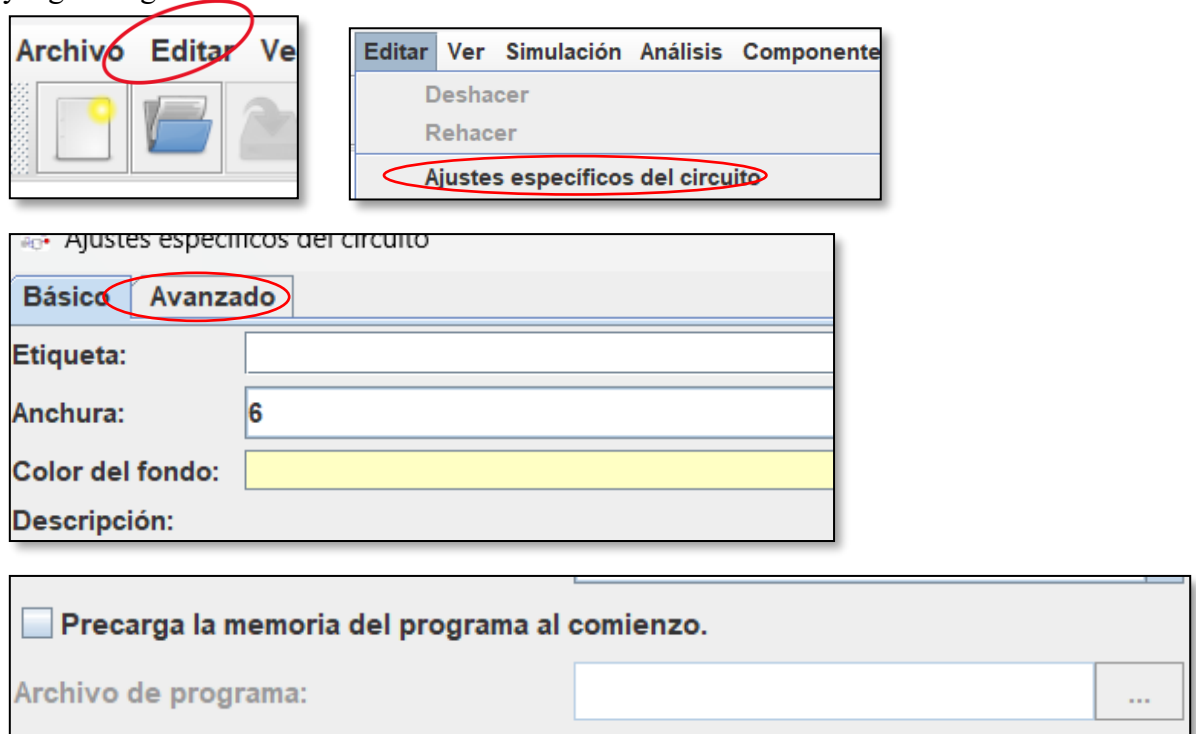 Archivo Editar Ve
Editar Ver Simulación Análisis Componente
Deshacer
Rehacer
Ajustes específicos del circuito
Ajustes específicos del circuito
Básico Avanzado
Etiqueta:
Anchura: 6
Color del fondo:
Descripción:
Precarga la memoria del programa al comienzo.
Archivo de programa: ...